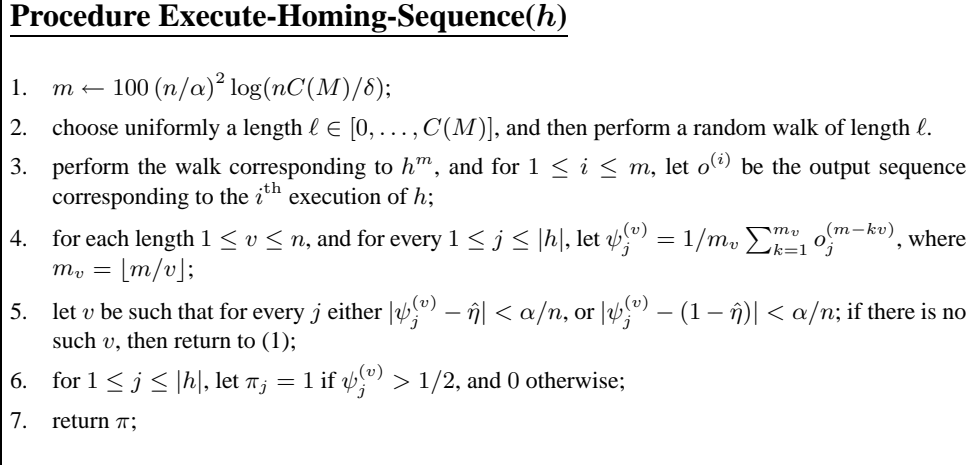 Procedure Execute-Homing-Sequence(h)
1. m ← 100 (n/α)² log(nC(M)/δ);
2. choose uniformly a length ℓ ∈ [0, . . . , C(M)], and then perform a random walk of length ℓ.
3. perform the walk corresponding to hᵐ, and for 1 ≤ i ≤ m, let o⁽ⁱ⁾ be the output sequence
corresponding to the iᵗʰ execution of h;
4. for each length 1 ≤ v ≤ n, and for every 1 ≤ j ≤ |h|, let ψ_j^{(v)} = 1/m_v ∑_{k=1}^{m_v} o_j^{(m−kv)}, where
m_v = ⌊m/v⌋;
5. let v be such that for every j either |ψ_j^{(v)} − η̂| < α/n, or |ψ_j^{(v)} − (1 − η̂)| < α/n; if there is no
such v, then return to (1);
6. for 1 ≤ j ≤ |h|, let π_j = 1 if ψ_j^{(v)} > 1/2, and 0 otherwise;
7. return π;